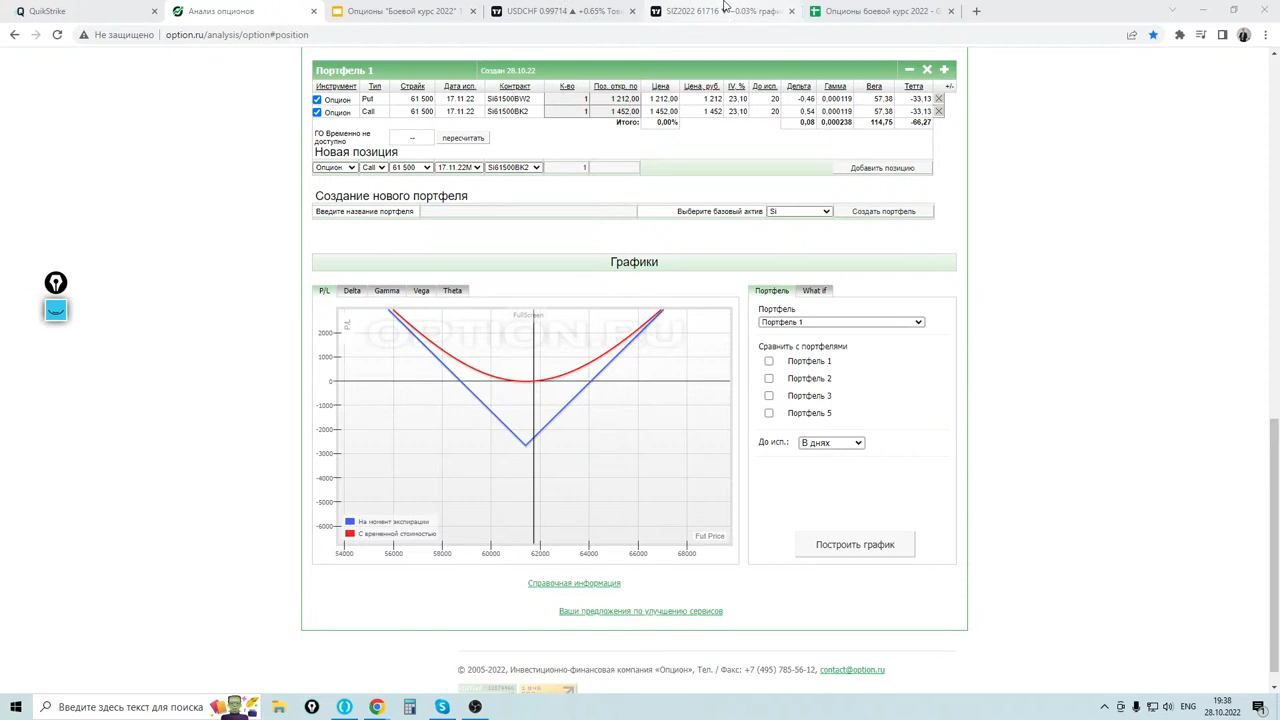 QuikStrike
Анализ опционов
Опционы "Боевой курс 2022" 1
USDCHF 0.99714 ▲ +0.65% Това
SIZ2022 61716
−0.03% графи
Опционы боевой курс 2022 - G
Не защищено
option.ru/analysis/option#position
Портфель 1 Создан 28.10.22
Инструмент Тип Страйк Дата исп. Контракт К-во Поз. откр. по Цена Цена, руб. IV, % До исп. Дельта Гамма Вега Тетта +/-
Опцион Put 61 500 17.11.22 Si61500BW2 1 1 212,00 1 212,00 1 212 23,10 20 -0,46 0,000119 57,38 -33,13
Опцион Call 61 500 17.11.22 Si61500BK2 1 1 452,00 1 452,00 1 452 23,10 20 0,54 0,000119 57,38 -33,13
Итого: 0,00% 0,08 0,000238 114,75 -66,27
ГО Временно не
доступно
-- пересчитать
Новая позиция
Опцион Call 61 500 17.11.22M Si61500BK2 1 Добавить позицию
Создание нового портфеля
Введите название портфеля Выберите базовый актив Si Создать портфель
Графики
P/L Delta Gamma Vega Theta
Портфель What if
Портфель
Портфель 1
Сравнить с портфелями
Портфель 1
Портфель 2
Портфель 3
Портфель 5
До исп.: В днях
Построить график
FullScreen
OPTION.RU
P/L
2000
1000
0
-1000
-2000
-3000
-4000
-5000
-6000
На момент экспирации
С временной стоимостью
Fut Price
54000 56000 58000 60000 62000 64000 66000 68000
Справочная информация
Ваши предложения по улучшению сервисов
© 2005-2022, Инвестиционно-финансовая компания «Опцион», Тел. / Факс: +7 (495) 785-56-12, contact@option.ru
Введите здесь текст для поиска
ENG
19:38
28.10.2022